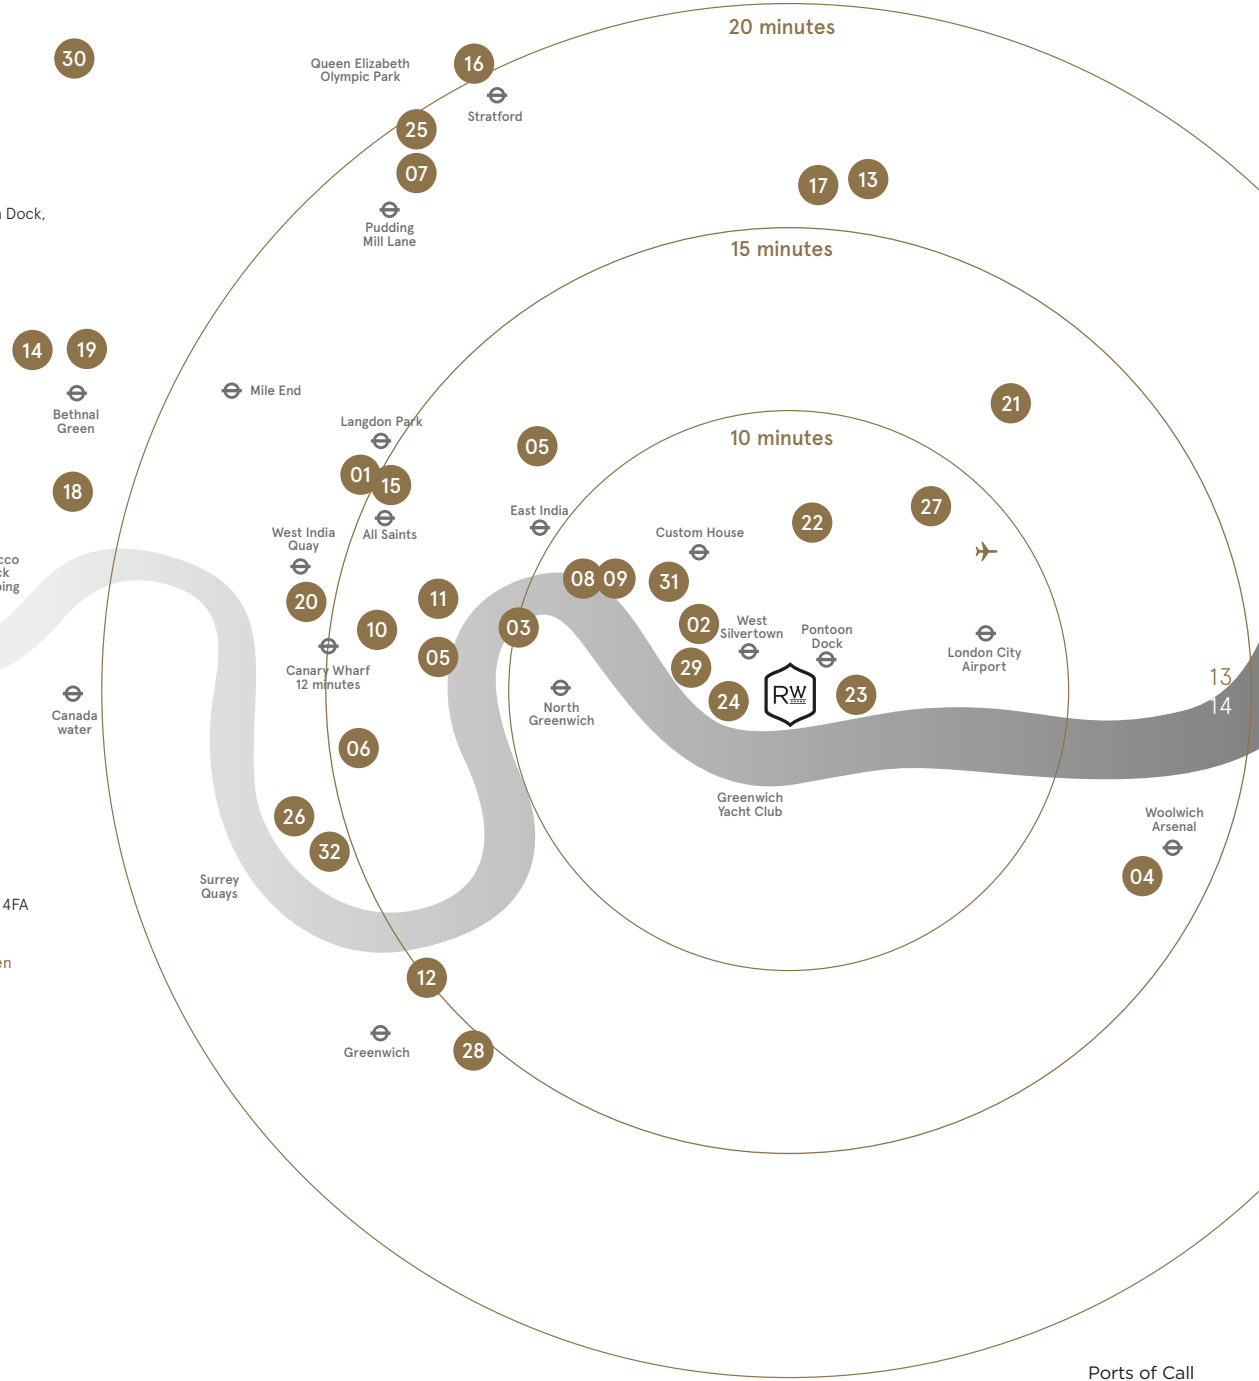 20 minutes
30
16
Queen Elizabeth
Olympic Park
Stratford
25
07
17
13
Dock,
Pudding
Mill Lane
15 minutes
14
19
Bethnal
Green
Mile End
21
Langdon Park
10 minutes
05
01
15
18
27
East India
22
All Saints
West India
Quay
Custom House
08
09
31
20
11
10
03
02
West
Silvertown
Pontoon
Dock
London City
Airport
05
29
Canary Wharf
12 minutes
13
14
24
RW
23
Canada
water
North
Greenwich
06
Greenwich
Yacht Club
26
32
Woolwich
Arsenal
04
Surrey
Quays
4FA
12
28
Greenwich
Ports of Call